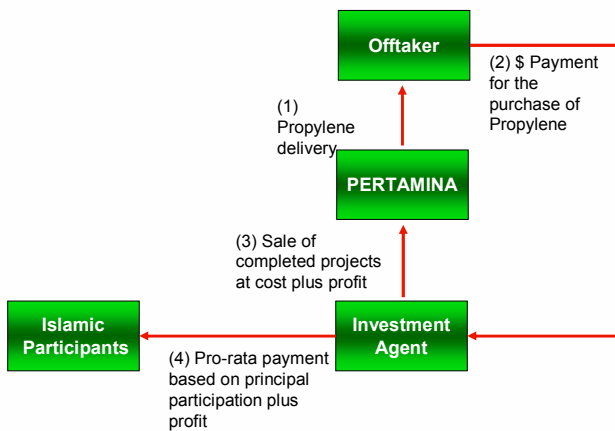 Offtaker
(2) $ Payment
for the
purchase of
Propylene
(1)
Propylene
delivery
PERTAMINA
(3) Sale of
completed projects
at cost plus profit
Islamic
Participants
Investment
Agent
(4) Pro-rata payment
based on principal
participation plus
profit